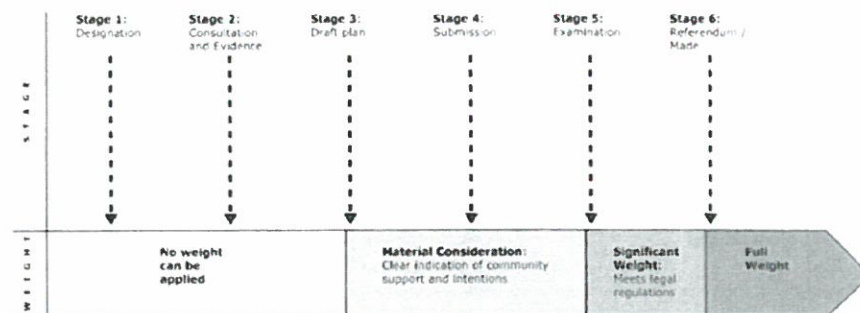 Stage 1:
Designation
Stage 2:
Consultation
and Evidence
Stage 3:
Draft plan
Stage 4:
Submission
Stage 5:
Examination
Stage 6:
Referendum /
Made
STAGE
WEIGHT
No weight
can be
applied
Material Consideration:
Clear indication of community
support and intentions
Significant
Weight:
Meets legal
regulations
Full
Weight